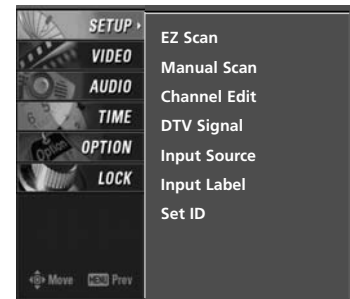 SETUP
VIDEO
AUDIO
TIME
OPTION
LOCK
Move MENU Prev
EZ Scan
Manual Scan
Channel Edit
DTV Signal
Input Source
Input Label
Set ID